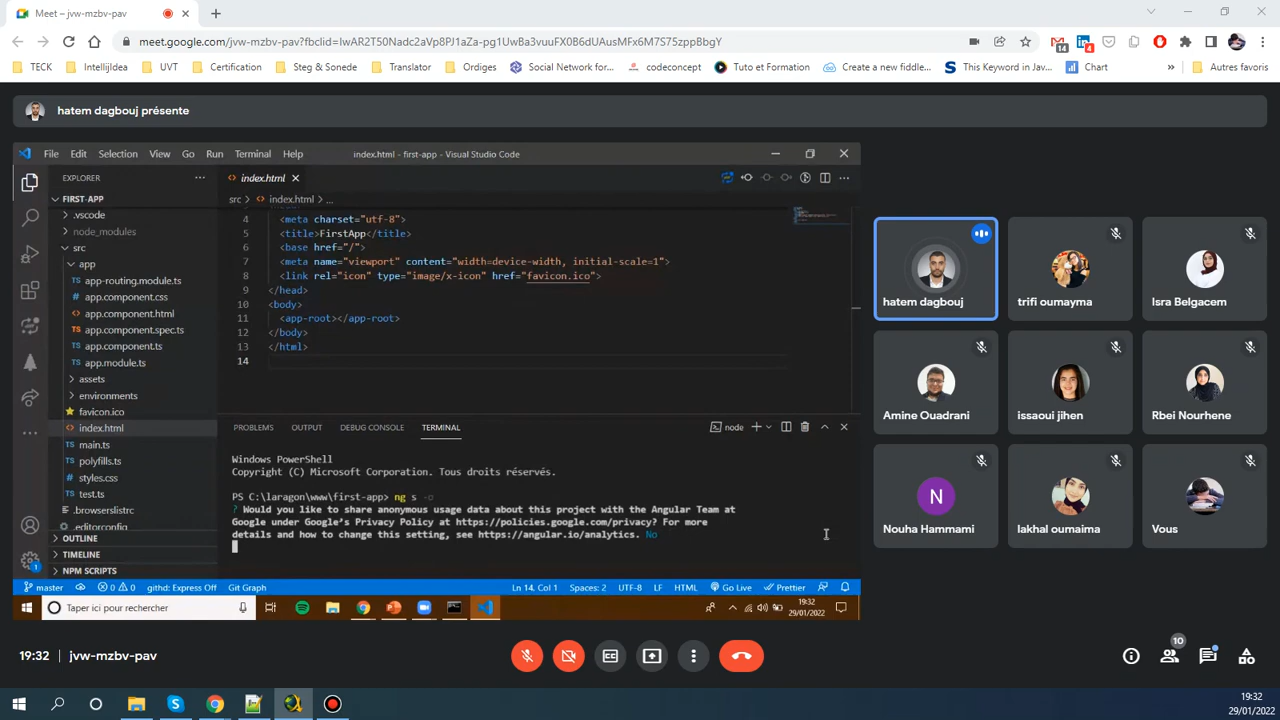 Meet – jvw-mzbv-pav
meet.google.com/jvw-mzbv-pav?fbclid=IwAR2T50Nadc2aVp8PJ1aZa-pg1UwBa3vuuFX0B6dUAusMFx6M7S75zppBbgY
14
4
TECK
IntellijIdea
UVT
Certification
Steg & Sonede
Translator
Ordiges
Social Network for...
codeconcept
Tuto et Formation
Create a new fiddle...
This Keyword in Jav...
Chart
»
Autres favoris
hatem dagbouj présente
File Edit Selection View Go Run Terminal Help
index.html - first-app - Visual Studio Code
EXPLORER
index.html
FIRST-APP
src > index.html > ...
.vscode
node_modules
src
app
app-routing.module.ts
app.component.css
app.component.html
app.component.spec.ts
app.component.ts
app.module.ts
assets
environments
favicon.ico
index.html
main.ts
polyfills.ts
styles.css
test.ts
.browserslistrc
.editorconfig
OUTLINE
TIMELINE
NPM SCRIPTS
4 <meta charset="utf-8">
5 <title>FirstApp</title>
6 <base href="/">
7 <meta name="viewport" content="width=device-width, initial-scale=1">
8 <link rel="icon" type="image/x-icon" href="favicon.ico">
9 </head>
10 <body>
11 <app-root></app-root>
12 </body>
13 </html>
14
PROBLEMS OUTPUT DEBUG CONSOLE TERMINAL
node
Windows PowerShell
Copyright (C) Microsoft Corporation. Tous droits réservés.
PS C:\laragon\www\first-app> ng s -o
? Would you like to share anonymous usage data about this project with the Angular Team at
Google under Google's Privacy Policy at https://policies.google.com/privacy? For more
details and how to change this setting, see https://angular.io/analytics. No
1
master
0 0
githd: Express Off
Git Graph
Ln 14, Col 1
Spaces: 2
UTF-8
LF
HTML
Go Live
Prettier
Taper ici pour rechercher
19:32
29/01/2022
hatem dagbouj
trifi oumayma
Isra Belgacem
Amine Ouadrani
issaoui jihen
Rbei Nourhene
N
Nouha Hammami
lakhal oumaima
Vous
19:32 | jvw-mzbv-pav
10
19:32
29/01/2022